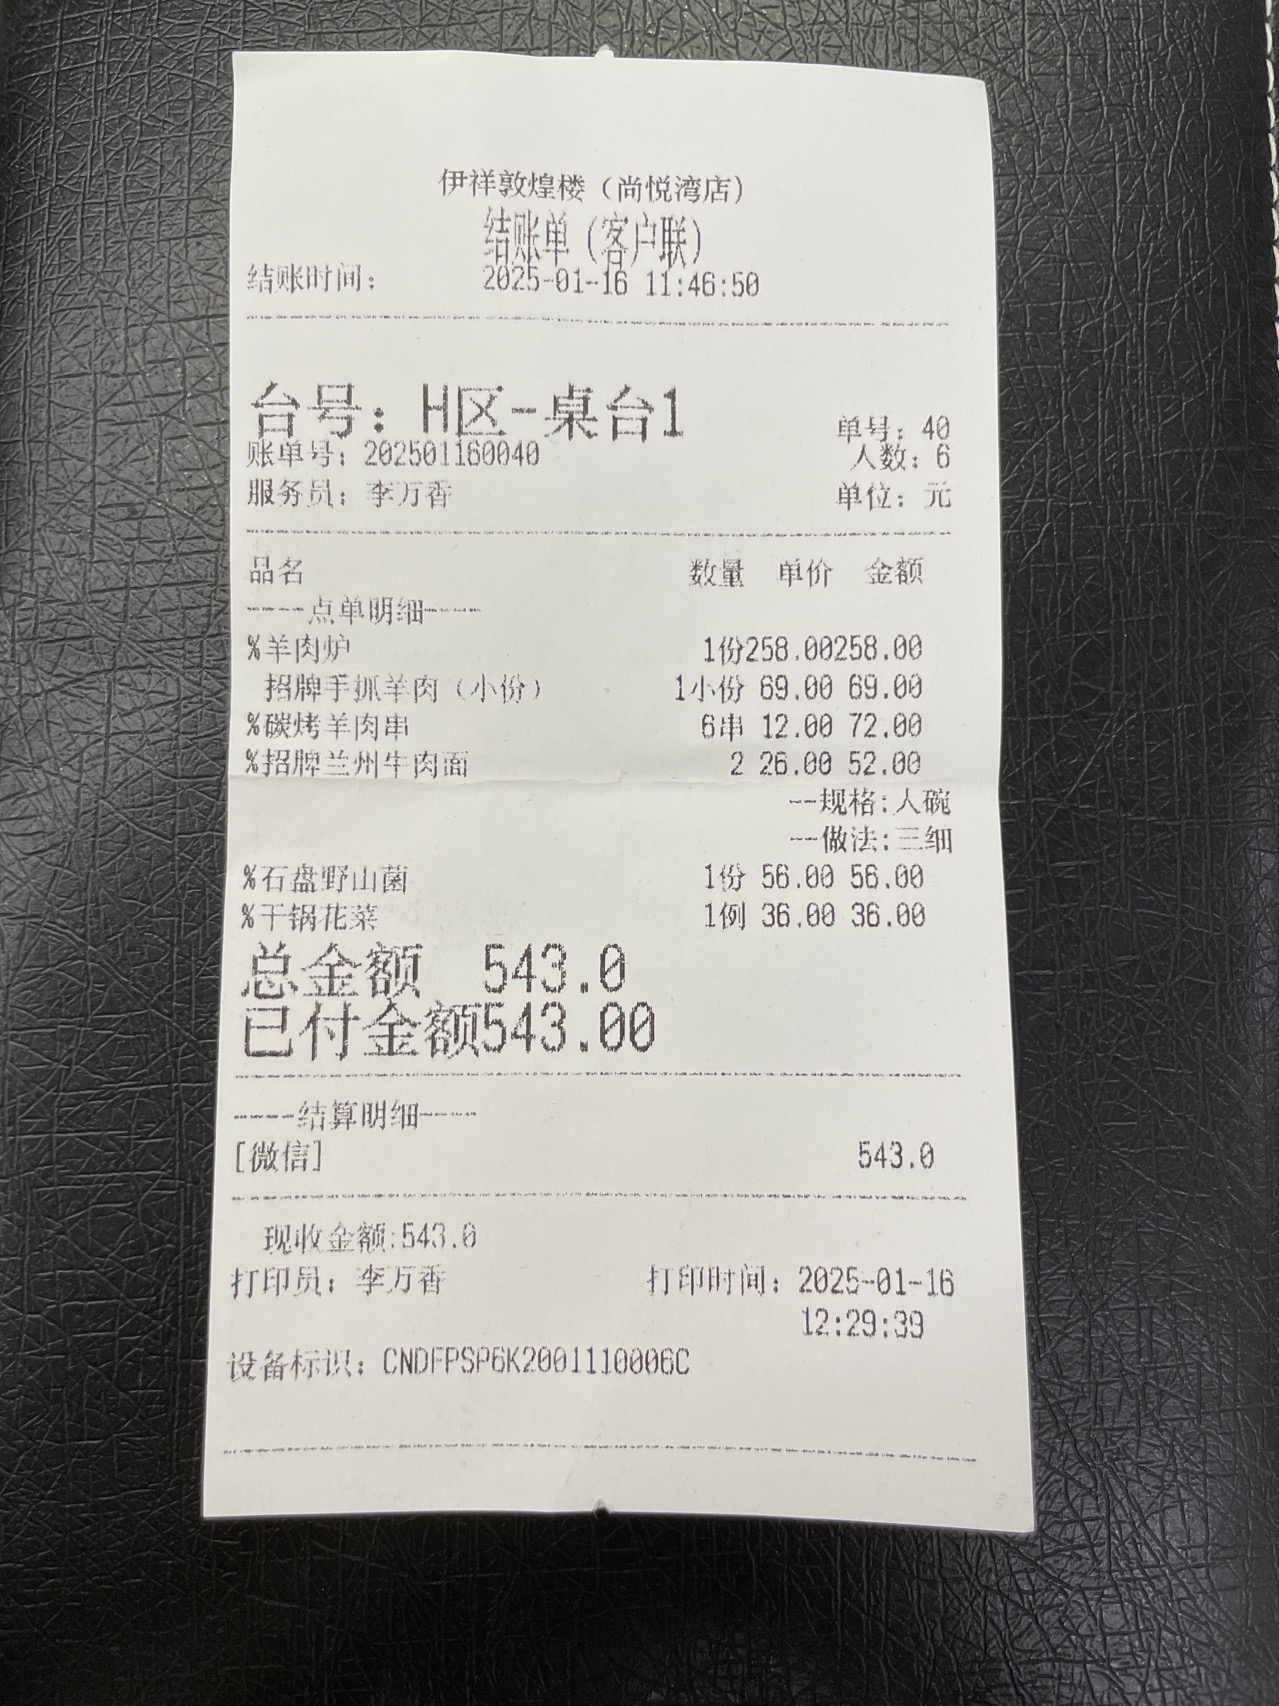 伊祥敦煌楼（尚悦湾店）
结账单（客户联）
结账时间： 2025-01-16 11:46:50
台号：H区-桌台1
单号：40
账单号：202501160040 人数：6
服务员：李万香 单位：元
品名 数量 单价 金额
----点单明细----
%羊肉炉 1份258.00258.00
招牌手抓羊肉（小份） 1小份 69.00 69.00
%碳烤羊肉串 6串 12.00 72.00
%招牌兰州牛肉面 2 26.00 52.00
--规格:人碗
--做法:三细
%石盘野山菌 1份 56.00 56.00
%干锅花菜 1例 36.00 36.00
总金额 543.0
已付金额543.00
----结算明细----
[微信] 543.0
现收金额:543.0
打印员：李万香 打印时间：2025-01-16
12:29:39
设备标识：CNDFPSP6K2001110006C